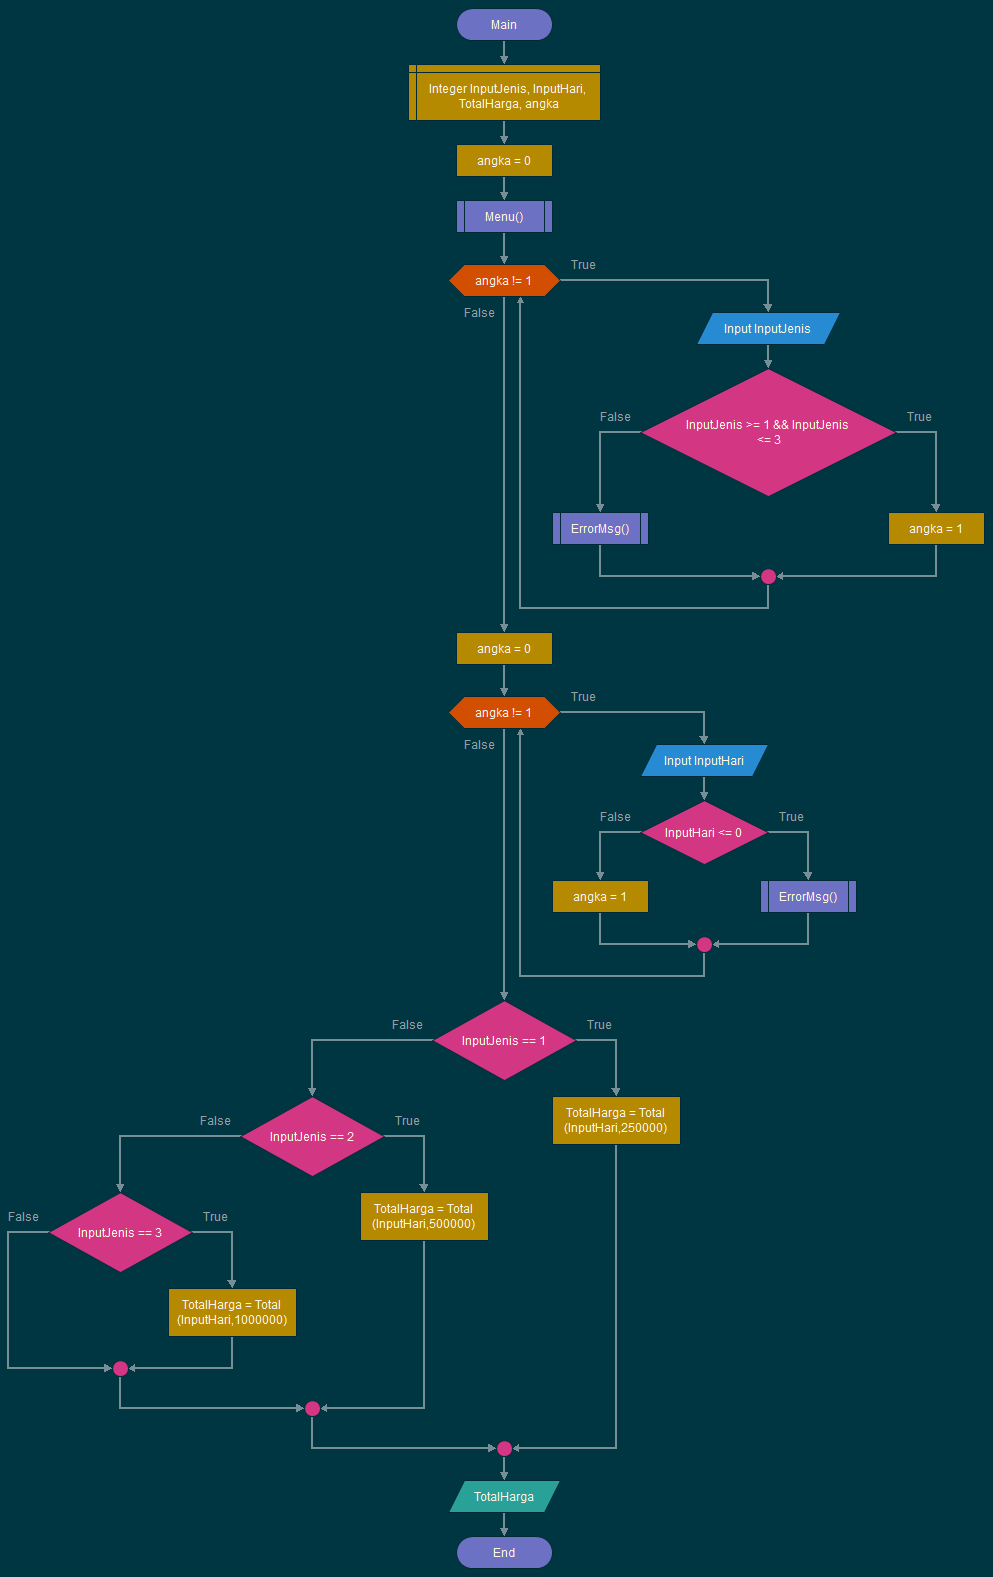 Main
Integer InputJenis, InputHari,
TotalHarga, angka
angka = 0
Menu()
angka != 1
True
False
Input InputJenis
InputJenis >= 1 && InputJenis
<= 3
False
True
ErrorMsg()
angka = 1
angka = 0
angka != 1
True
False
Input InputHari
InputHari <= 0
False
True
angka = 1
ErrorMsg()
InputJenis == 1
False
True
TotalHarga = Total
(InputHari,250000)
InputJenis == 2
False
True
TotalHarga = Total
(InputHari,500000)
InputJenis == 3
False
True
TotalHarga = Total
(InputHari,1000000)
TotalHarga
End